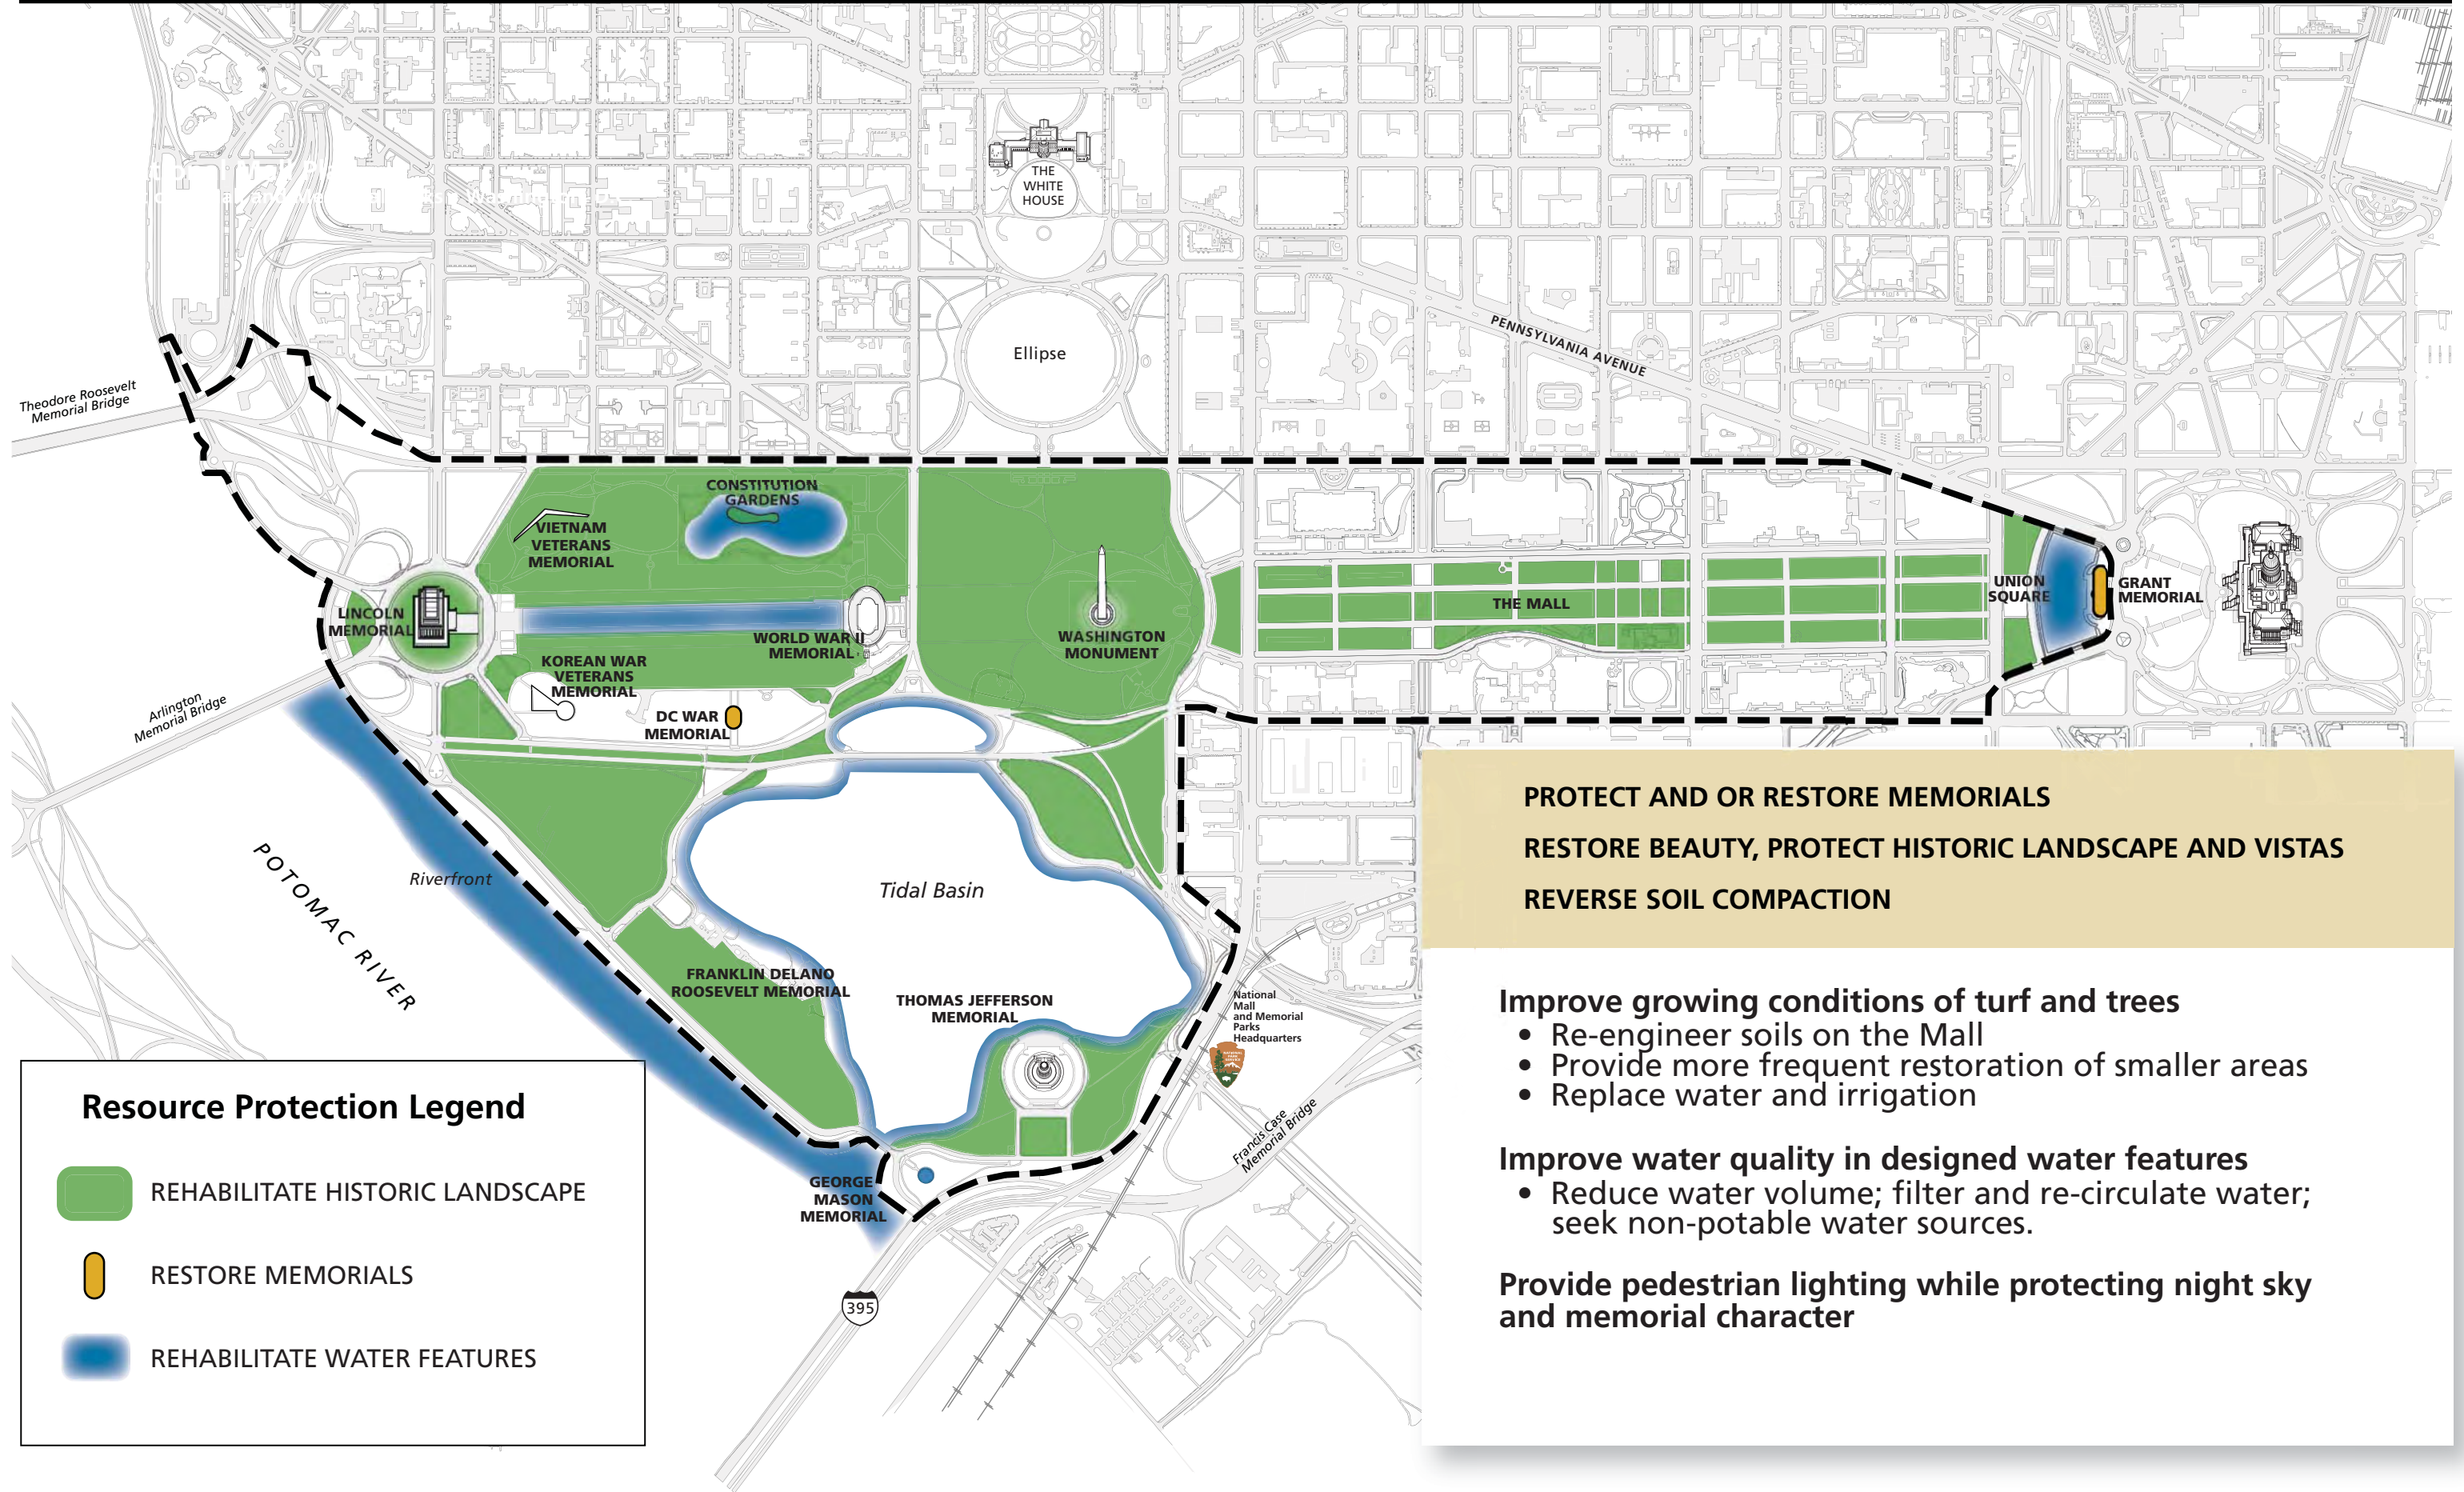 THE
WHITE
HOUSE
Ellipse
PENNSYLVANIA AVENUE
Theodore Roosevelt
Memorial Bridge
CONSTITUTION
GARDENS
VIETNAM
VETERANS
MEMORIAL
LINCOLN
MEMORIAL
WORLD WAR II
MEMORIAL
WASHINGTON
MONUMENT
THE MALL
UNION
SQUARE
GRANT
MEMORIAL
KOREAN WAR
VETERANS
MEMORIAL
DC WAR
MEMORIAL
Arlington
Memorial Bridge
POTOMAC RIVER
Riverfront
Tidal Basin
FRANKLIN DELANO
ROOSEVELT MEMORIAL
THOMAS JEFFERSON
MEMORIAL
National
Mall
and Memorial
Parks
Headquarters
Francis Case
Memorial Bridge
GEORGE
MASON
MEMORIAL
395
Resource Protection Legend
REHABILITATE HISTORIC LANDSCAPE
RESTORE MEMORIALS
REHABILITATE WATER FEATURES
PROTECT AND OR RESTORE MEMORIALS
RESTORE BEAUTY, PROTECT HISTORIC LANDSCAPE AND VISTAS
REVERSE SOIL COMPACTION
Improve growing conditions of turf and trees
• Re-engineer soils on the Mall
• Provide more frequent restoration of smaller areas
• Replace water and irrigation
Improve water quality in designed water features
• Reduce water volume; filter and re-circulate water;
seek non-potable water sources.
Provide pedestrian lighting while protecting night sky
and memorial character